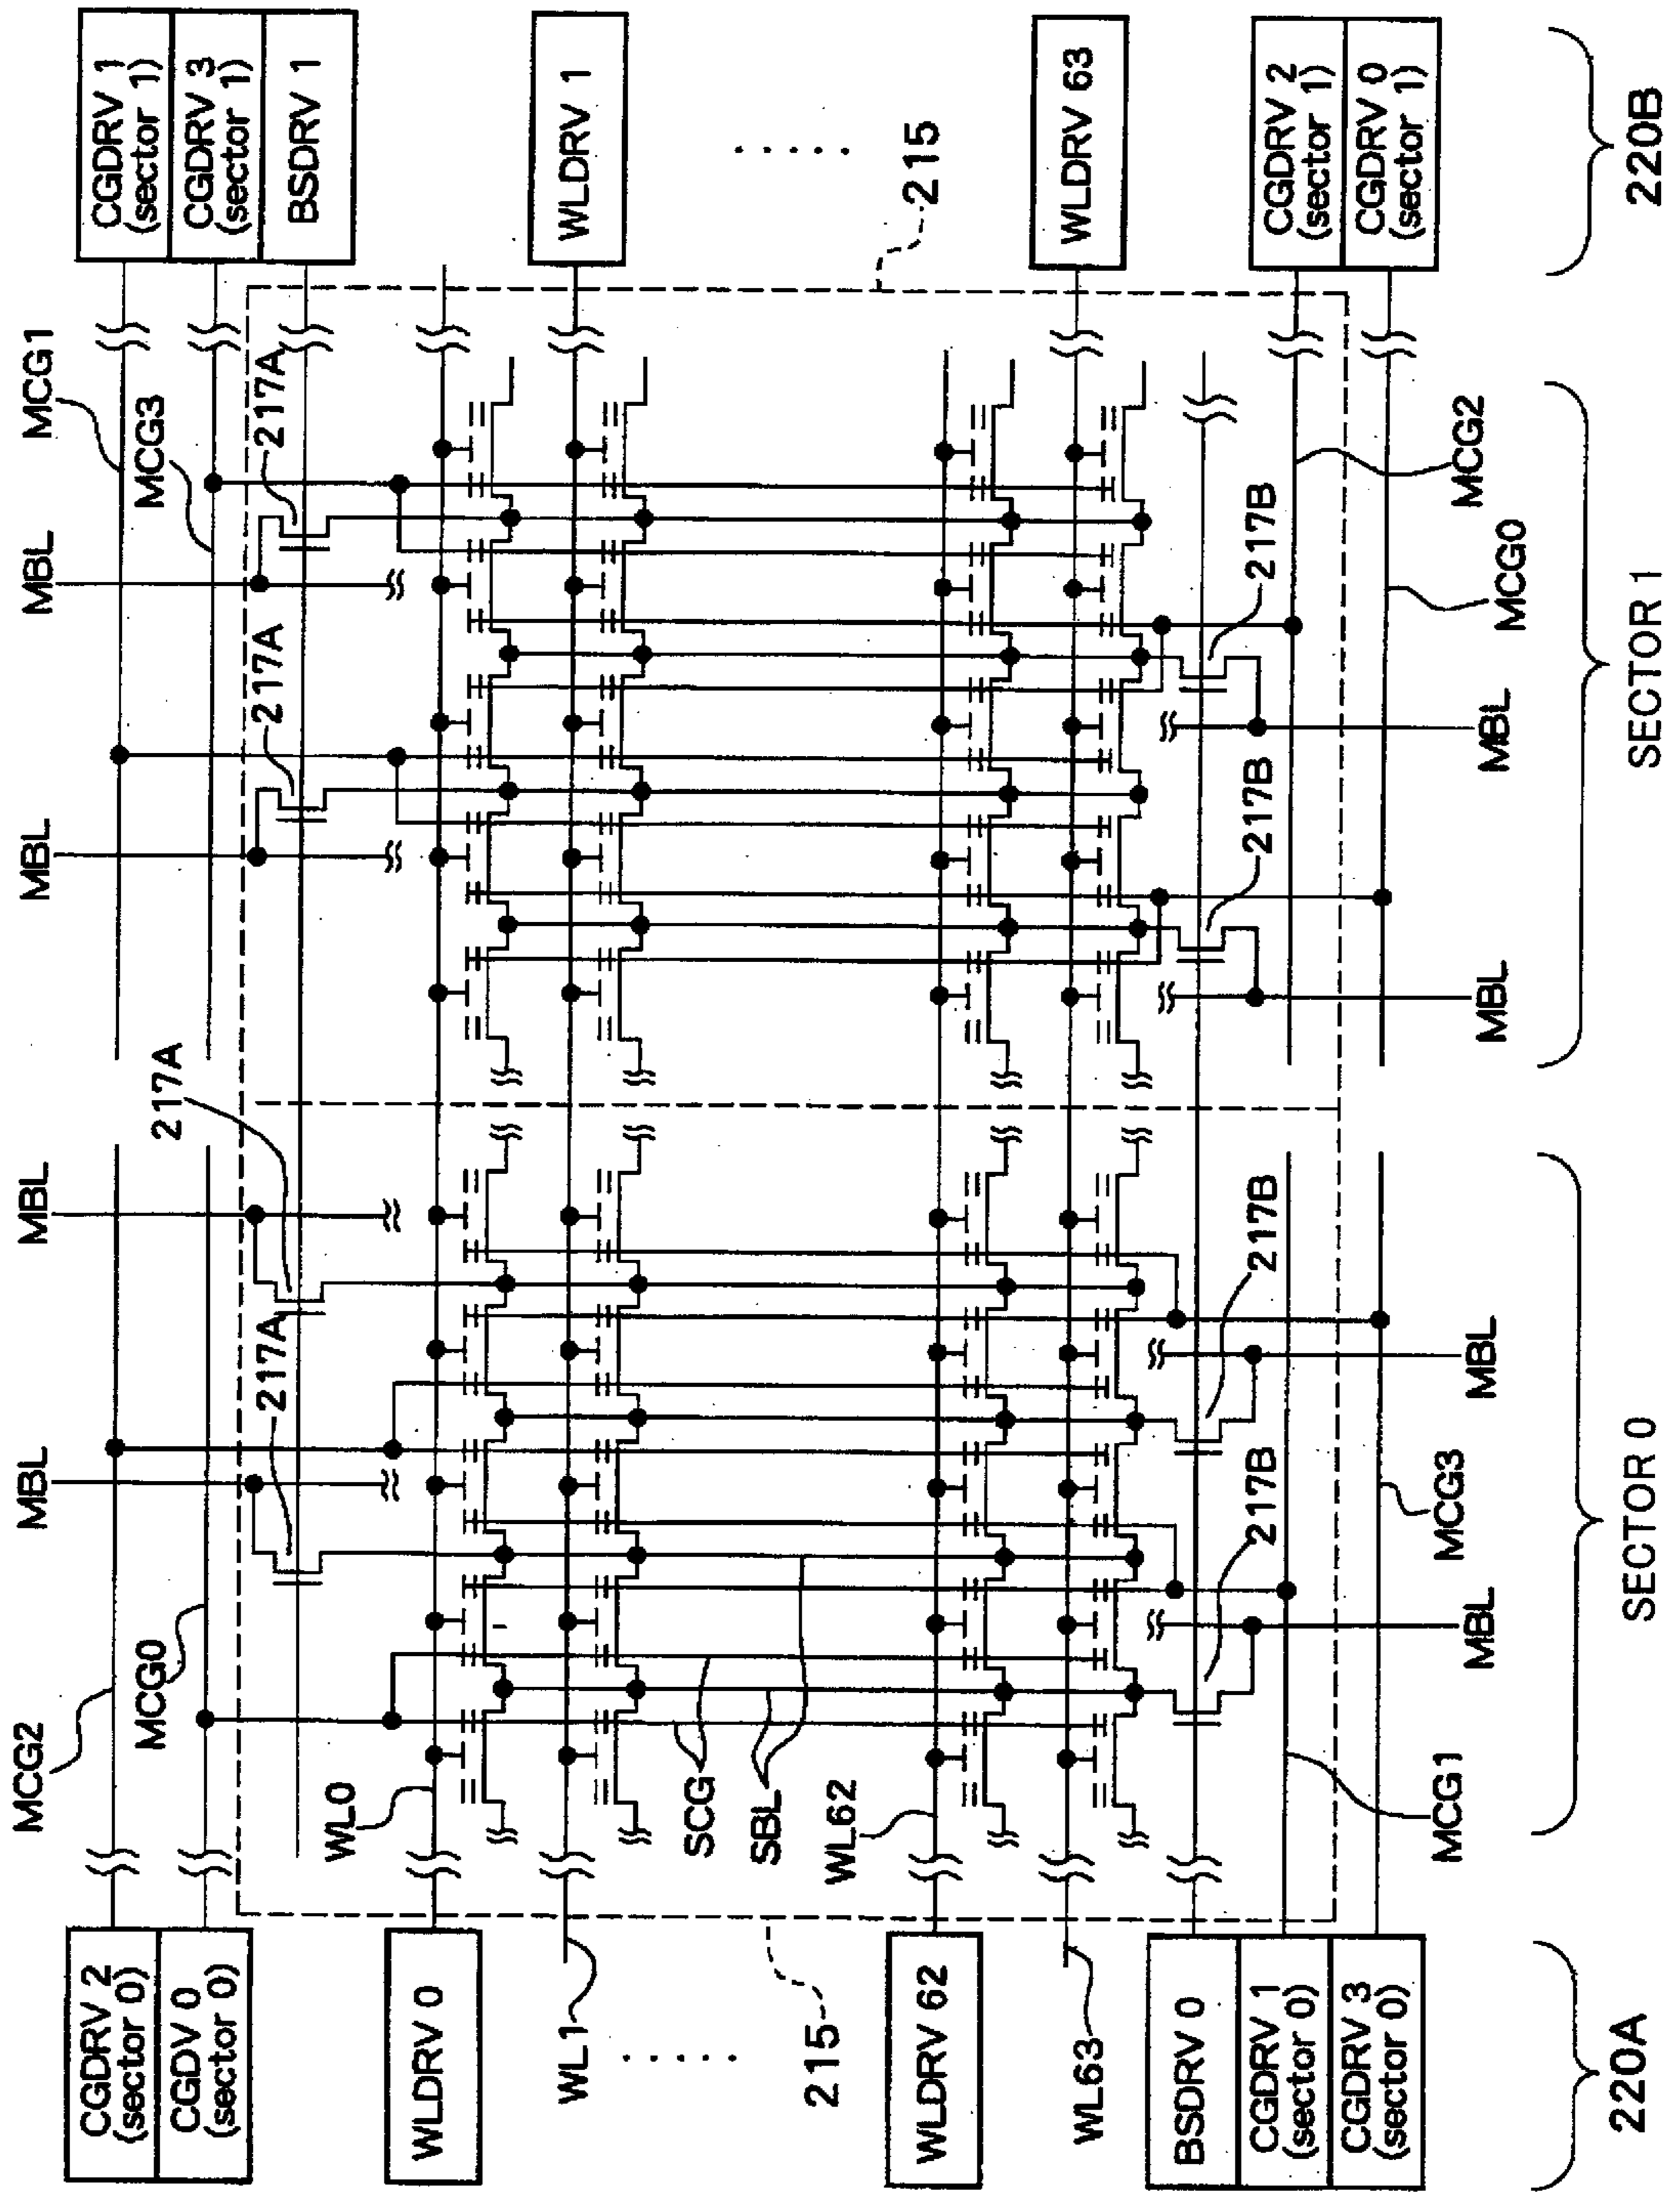 MCG2
MBL
MBL
MBL
MBL
MCG1
CGDRV 2
(sector 0)
CGDV 0
(sector 0)
MCG0
217A
MCG3
CGDRV 1
(sector 1)
CGDRV 3
(sector 1)
BSDRV 1
217A
217A
217A
WL0
WLDRV 0
WL1
WLDRV 1
.....
.....
SCG
SBL
215
215
WL62
WLDRV 62
WL63
WLDRV 63
BSDRV 0
CGDRV 1
(sector 0)
CGDRV 3
(sector 0)
217B
217B
217B
217B
CGDRV 2
(sector 1)
CGDRV 0
(sector 1)
MCG1
MBL
MCG3
MBL
MBL
MBL
MCG2
MCG0
SECTOR 0
SECTOR 1
220A
220B